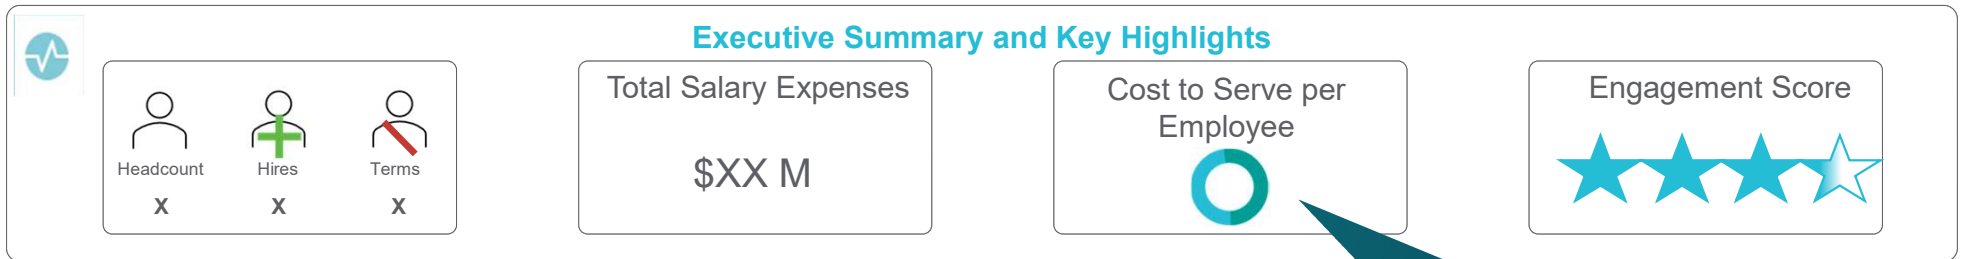 Executive Summary and Key Highlights
Headcount
Hires
Terms
X
X
X
Total Salary Expenses
$XX M
Cost to Serve per
Employee
Engagement Score